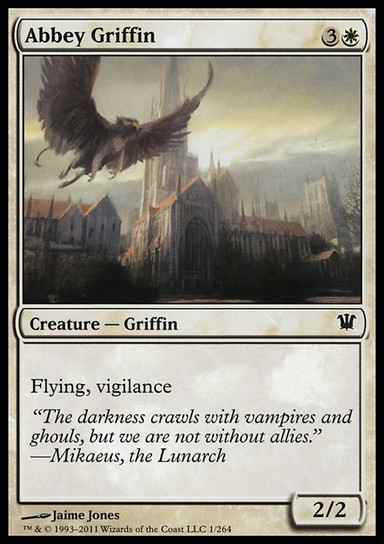 Abbey Griffin 3
Creature — Griffin
Flying, vigilance
“The darkness crawls with vampires and
ghouls, but we are not without allies.”
—Mikaeus, the Lunarch
Jaime Jones
™ & © 1993–2011 Wizards of the Coast LLC 1/264
2/2